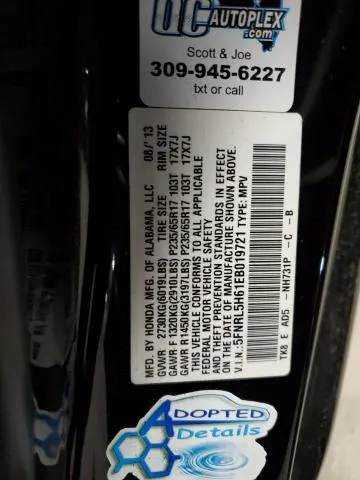 QC AUTOPLEX
.com
Scott & Joe
309-945-6227
txt or call
MFD. BY HONDA MFG. OF ALABAMA, LLC 08/'13
GVWR 2730KG(6019LBS) TIRE SIZE RIM SIZE
GAWR F 1320KG(2910LBS) P235/65R17 103T 17X7J
GAWR R 1450KG(3197LBS) P235/65R17 103T 17X7J
THIS VEHICLE CONFORMS TO ALL APPLICABLE
FEDERAL MOTOR VEHICLE SAFETY
AND THEFT PREVENTION STANDARDS IN EFFECT
ON THE DATE OF MANUFACTURE SHOWN ABOVE.
V.I.N.:5FNRL5H61EB019721 TYPE: MPV
TK8 E AD5 -NH731P -C -B
ADOPTED
Details